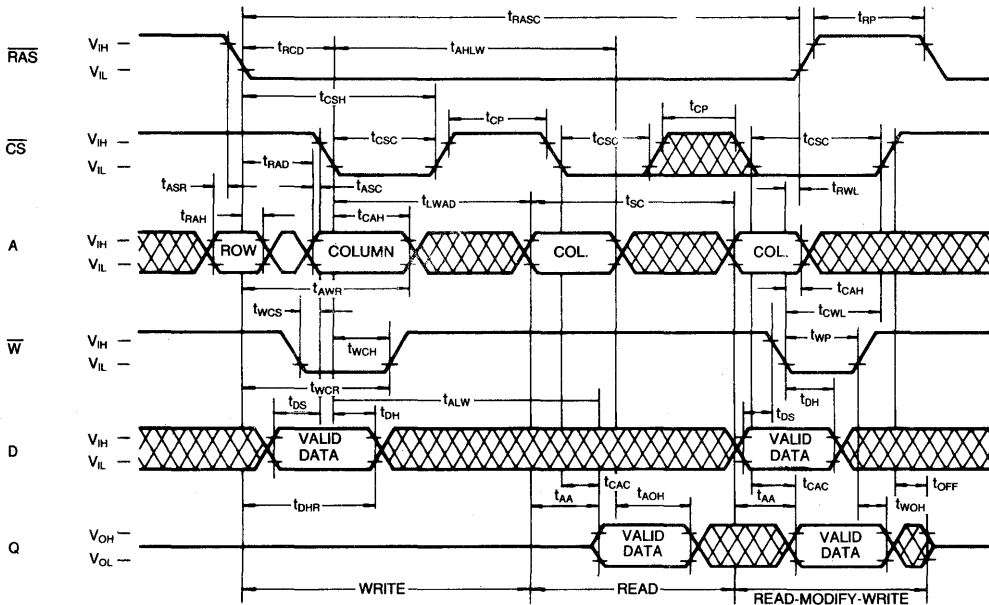 tRASC
tRP
RAS
VIH
VIL
tRCD
tAHLW
tCSH
tCP
tCP
CS
VIH
VIL
tCSC
tCSC
tCSC
tRAD
tASR
tASC
tRWL
tRAH
tLWAD
tSC
tCAH
A
VIH
VIL
ROW
COLUMN
COL.
COL.
tAWR
tCAH
tWCS
tCWL
W
VIH
VIL
tWCH
tWP
tWCR
tALW
tDH
tDS
tDH
tDS
D
VIH
VIL
VALID DATA
VALID DATA
tCAC
tCAC
tOFF
tDHR
tAA
tAOH
tAA
tWOH
Q
VOH
VOL
VALID DATA
VALID DATA
WRITE
READ
READ-MODIFY-WRITE